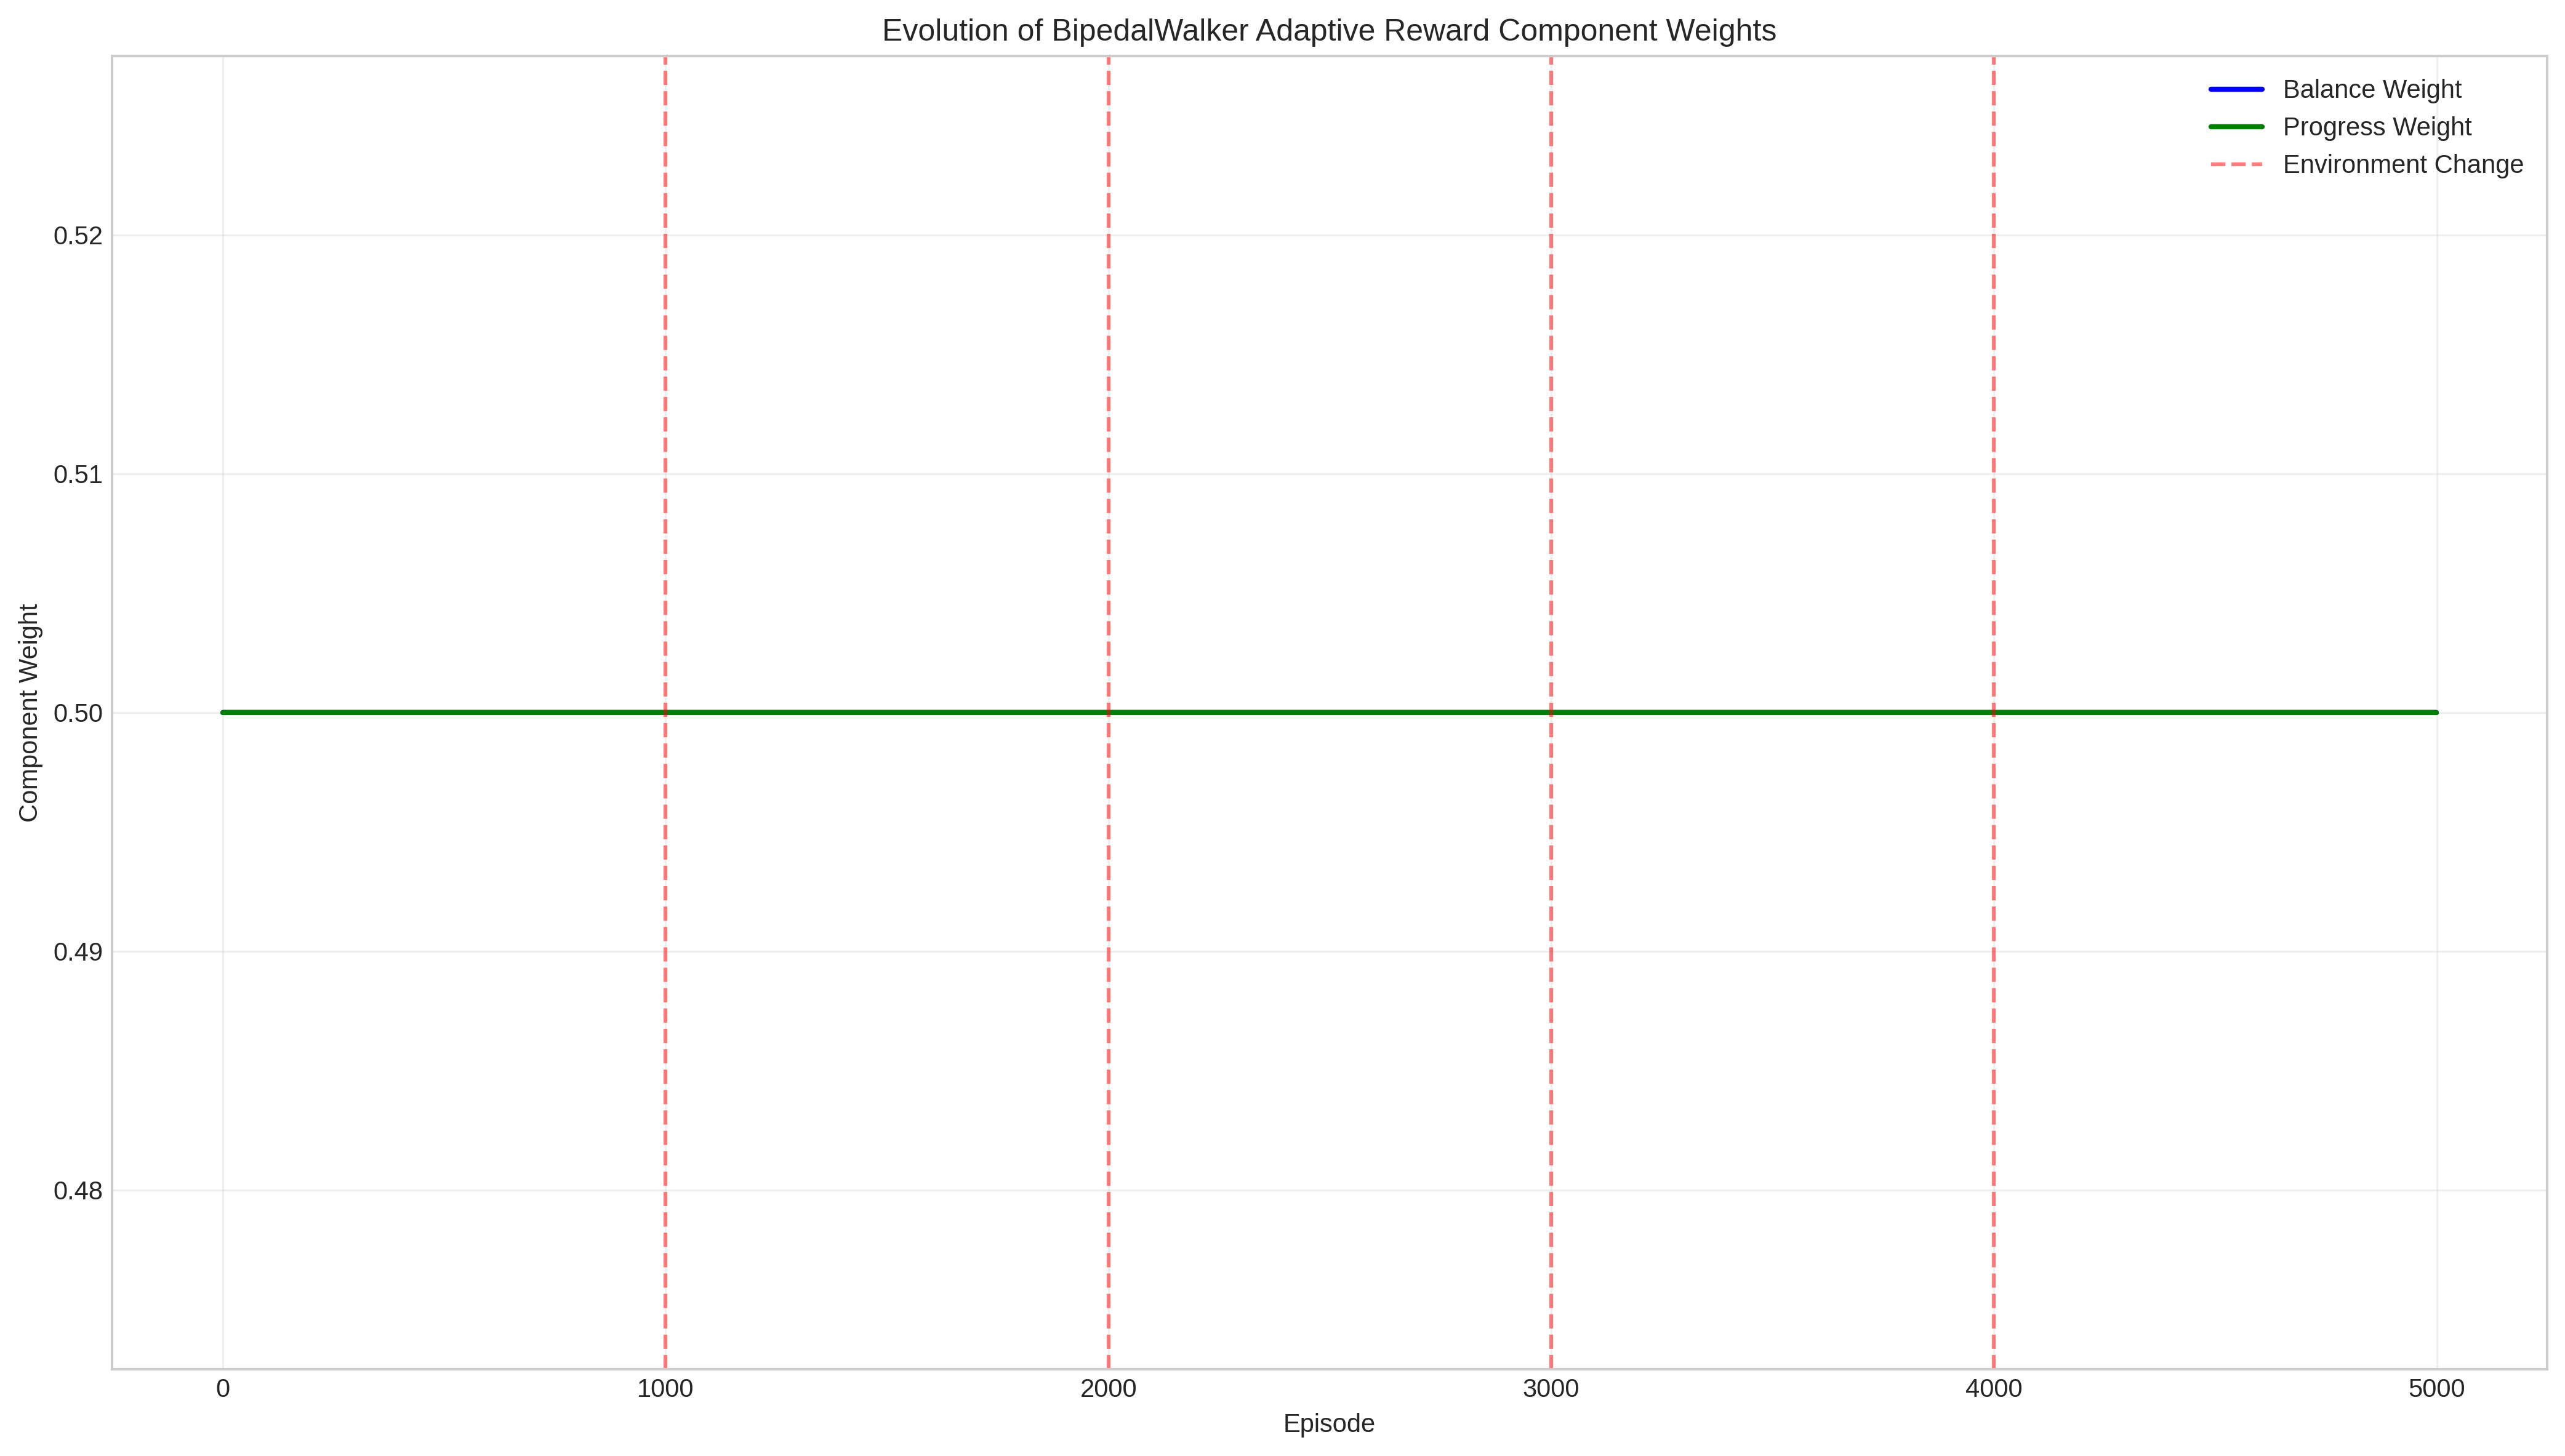 Evolution of BipedalWalker Adaptive Reward Component Weights
Balance Weight
Progress Weight
Environment Change
Component Weight
0.52
0.51
0.50
0.49
0.48
0
1000
2000
3000
4000
5000
Episode